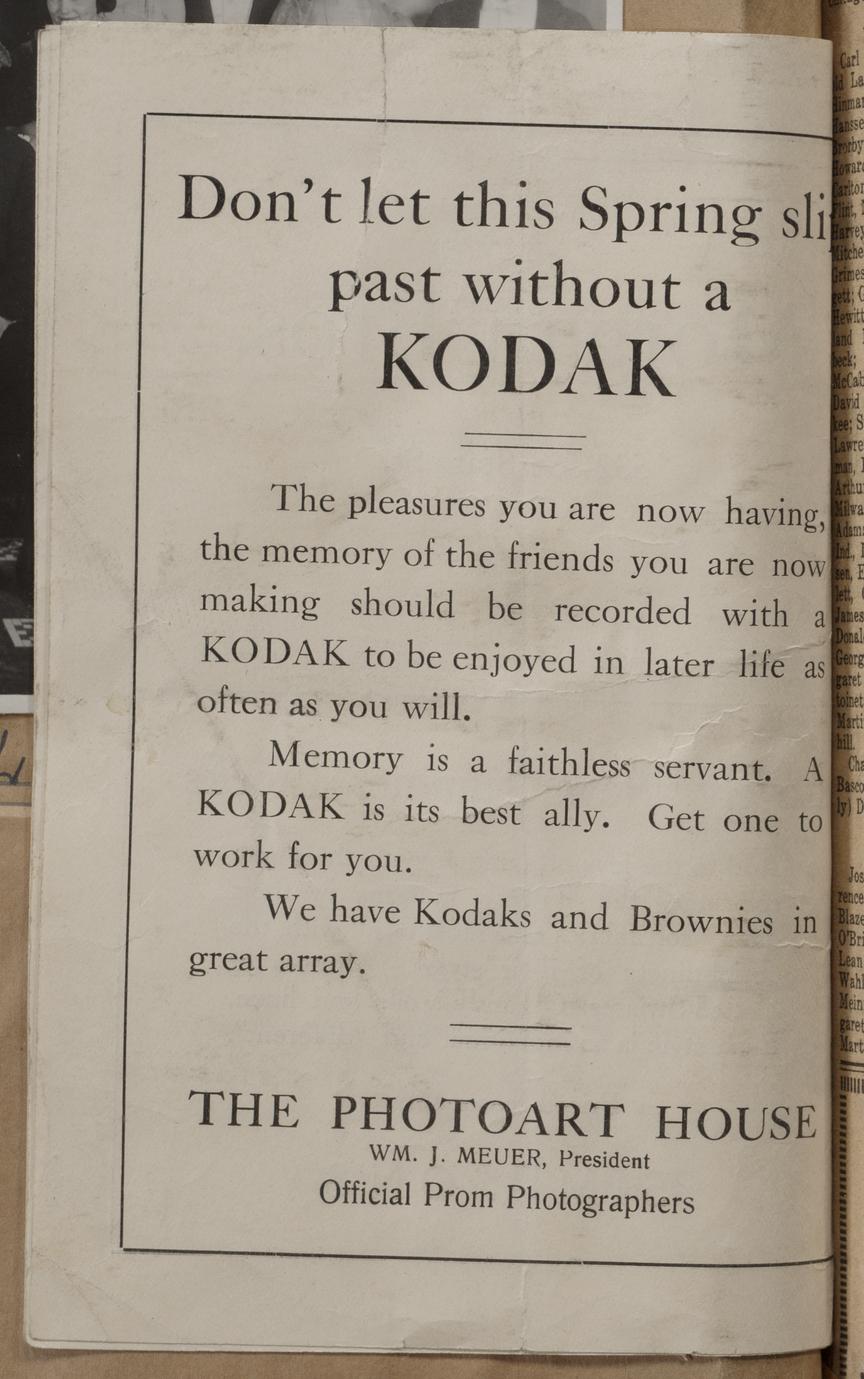 Don't let this Spring sli
past without a
KODAK
The pleasures you are now having,
the memory of the friends you are now
making should be recorded with a
KODAK to be enjoyed in later life as
often as you will.
Memory is a faithless servant. A
KODAK is its best ally. Get one to
work for you.
We have Kodaks and Brownies in
great array.
THE PHOTOART HOUSE
WM. J. MEUER, President
Official Prom Photographers
Carl